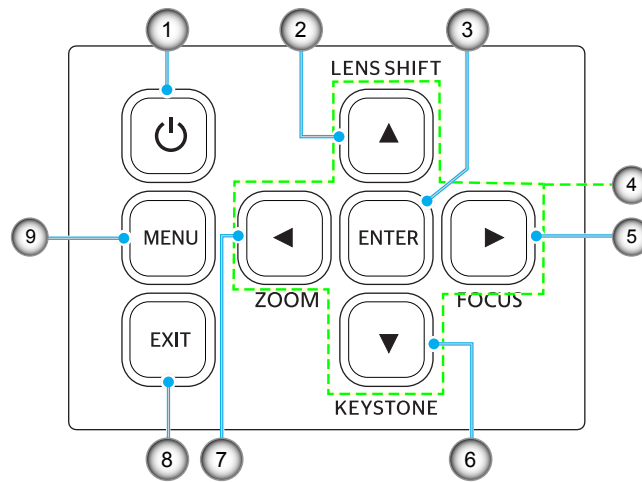 1
2
3
LENS SHIFT
4
9
MENU
ENTER
5
ZOOM
FOCUS
EXIT
KEYSTONE
8
7
6